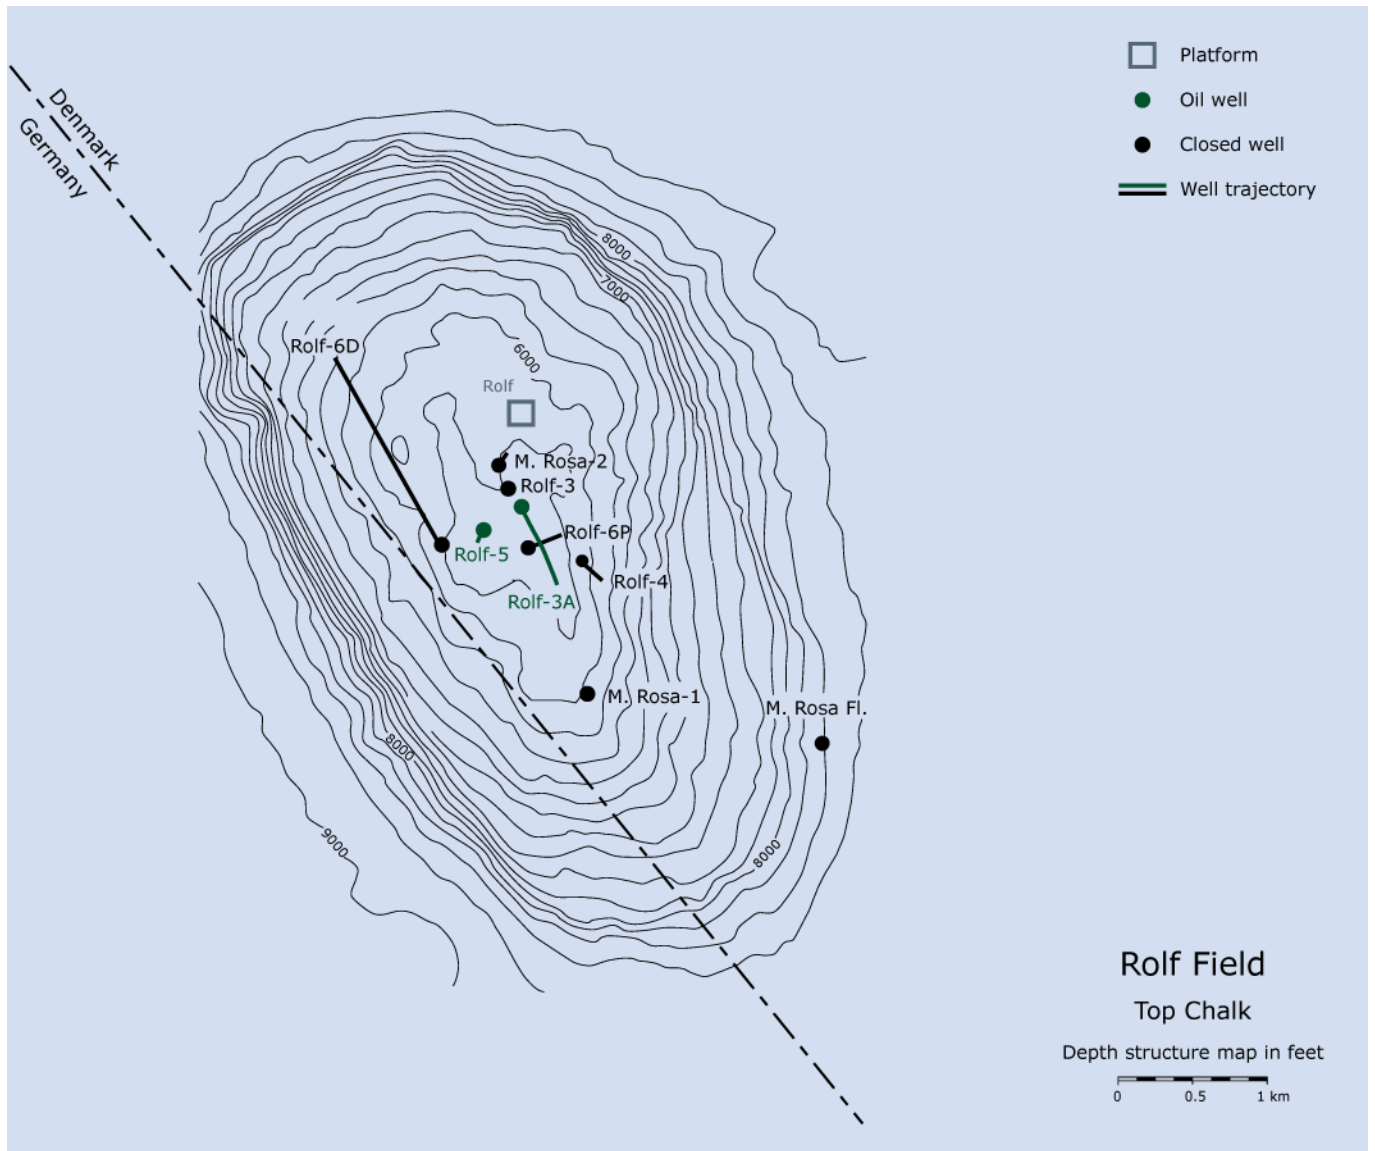 Platform
Oil well
Closed well
Well trajectory
Denmark
Germany
8000
7000
Rolf-6D
6000
Rolf
M. Rosa-2
Rolf-3
Rolf-6P
Rolf-5
Rolf-4
Rolf-3A
M. Rosa-1
M. Rosa Fl.
8000
9000
8000
Rolf Field
Top Chalk
Depth structure map in feet
0 0.5 1 km